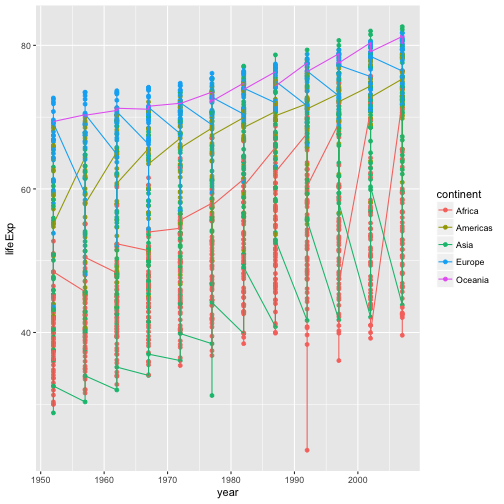 80
60
40
lifeExp
1950
1960
1970
1980
1990
2000
year
continent
Africa
Americas
Asia
Europe
Oceania